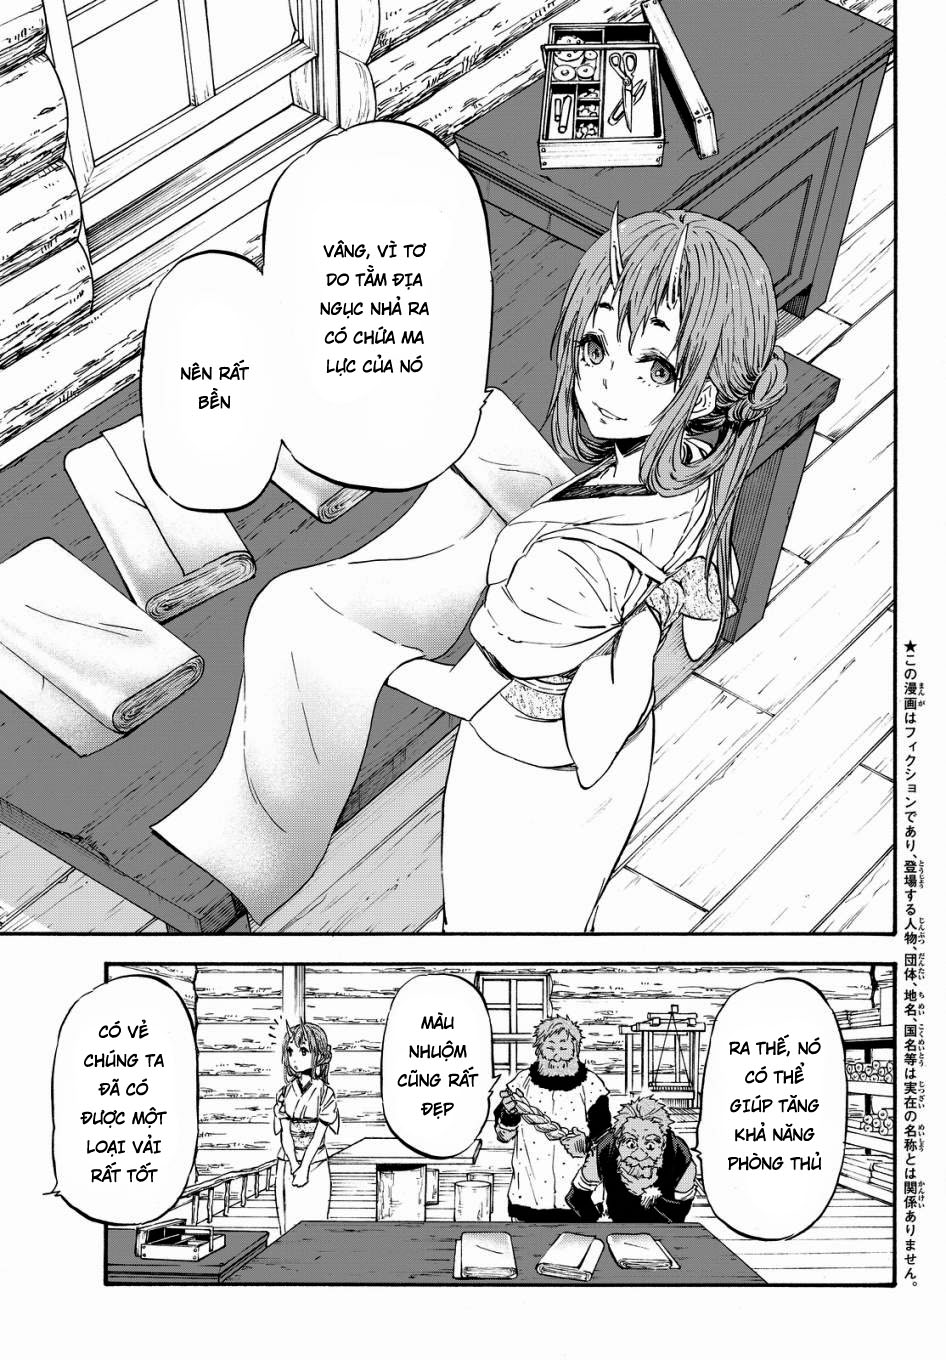 VÂNG, VÌ TƠ
DO TẰM ĐỊA
NGỤC NHẢ RA
CÓ CHỨA MA
LỰC CỦA NÓ
NÊN RẤT
BỀN
RA THẾ, NÓ
CÓ THỂ
GIÚP TĂNG
KHẢ NĂNG
PHÒNG THỦ
MÀU
NHUỘM
CŨNG RẤT
ĐẸP
CÓ VẺ
CHÚNG TA
ĐÃ CÓ
ĐƯỢC MỘT
LOẠI VẢI
RẤT TỐT
★この漫画はフィクションであり、登場する人物、団体、地名、国名等は実在の名称とは関係ありません。